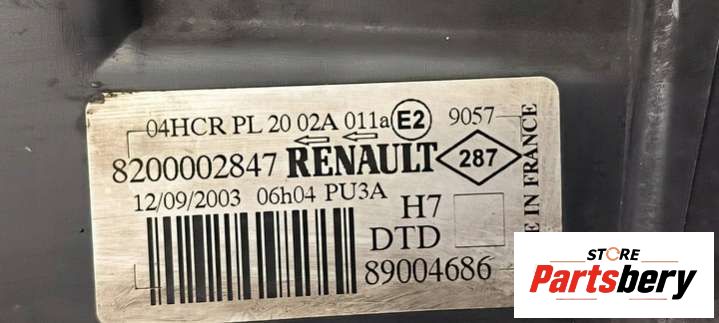 04HCR PL 20 02A 011a E2 9057
8200002847 RENAULT 287
12/09/2003 06h04 PU3A
H7
DTD
89004686
E IN FRANCE
STORE
Partsbery